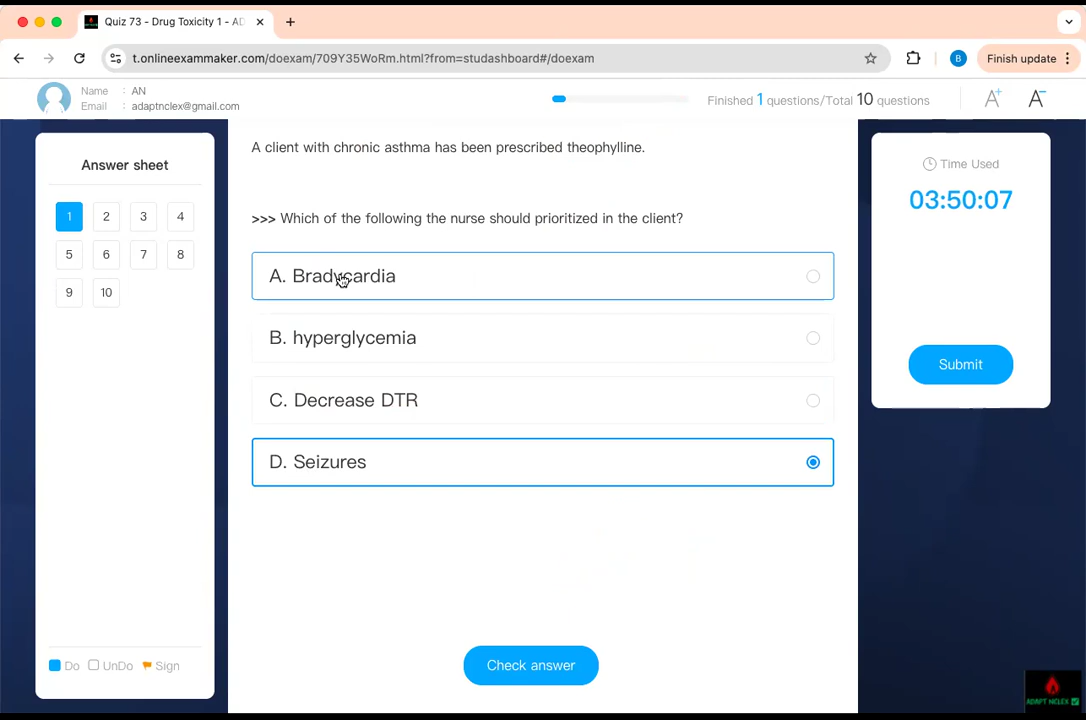 Quiz 73 - Drug Toxicity 1 - AD
t.onlineexammaker.com/doexam/709Y35WoRm.html?from=studashboard#/doexam
B
Finish update
Name : AN
Email : adaptnclex@gmail.com
Finished 1 questions/Total 10 questions
A+
A-
Answer sheet
1 2 3 4
5 6 7 8
9 10
Do UnDo Sign
A client with chronic asthma has been prescribed theophylline.
>>> Which of the following the nurse should prioritized in the client?
A. Bradycardia
B. hyperglycemia
C. Decrease DTR
D. Seizures
Check answer
Time Used
03:50:07
Submit
ADAPT NCLEX